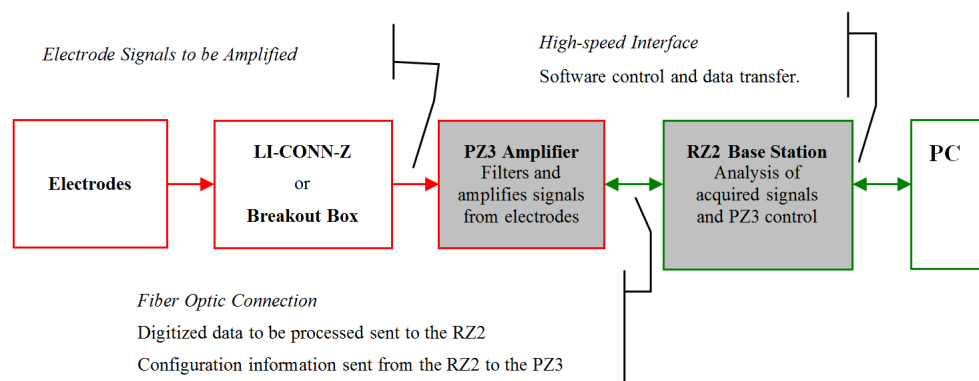 Electrode Signals to be Amplified
High-speed Interface
Software control and data transfer.
Electrodes
LI-CONN-Z
or
Breakout Box
PZ3 Amplifier
Filters and
amplifies signals
from electrodes
RZ2 Base Station
Analysis of
acquired signals
and PZ3 control
PC
Fiber Optic Connection
Digitized data to be processed sent to the RZ2
Configuration information sent from the RZ2 to the PZ3